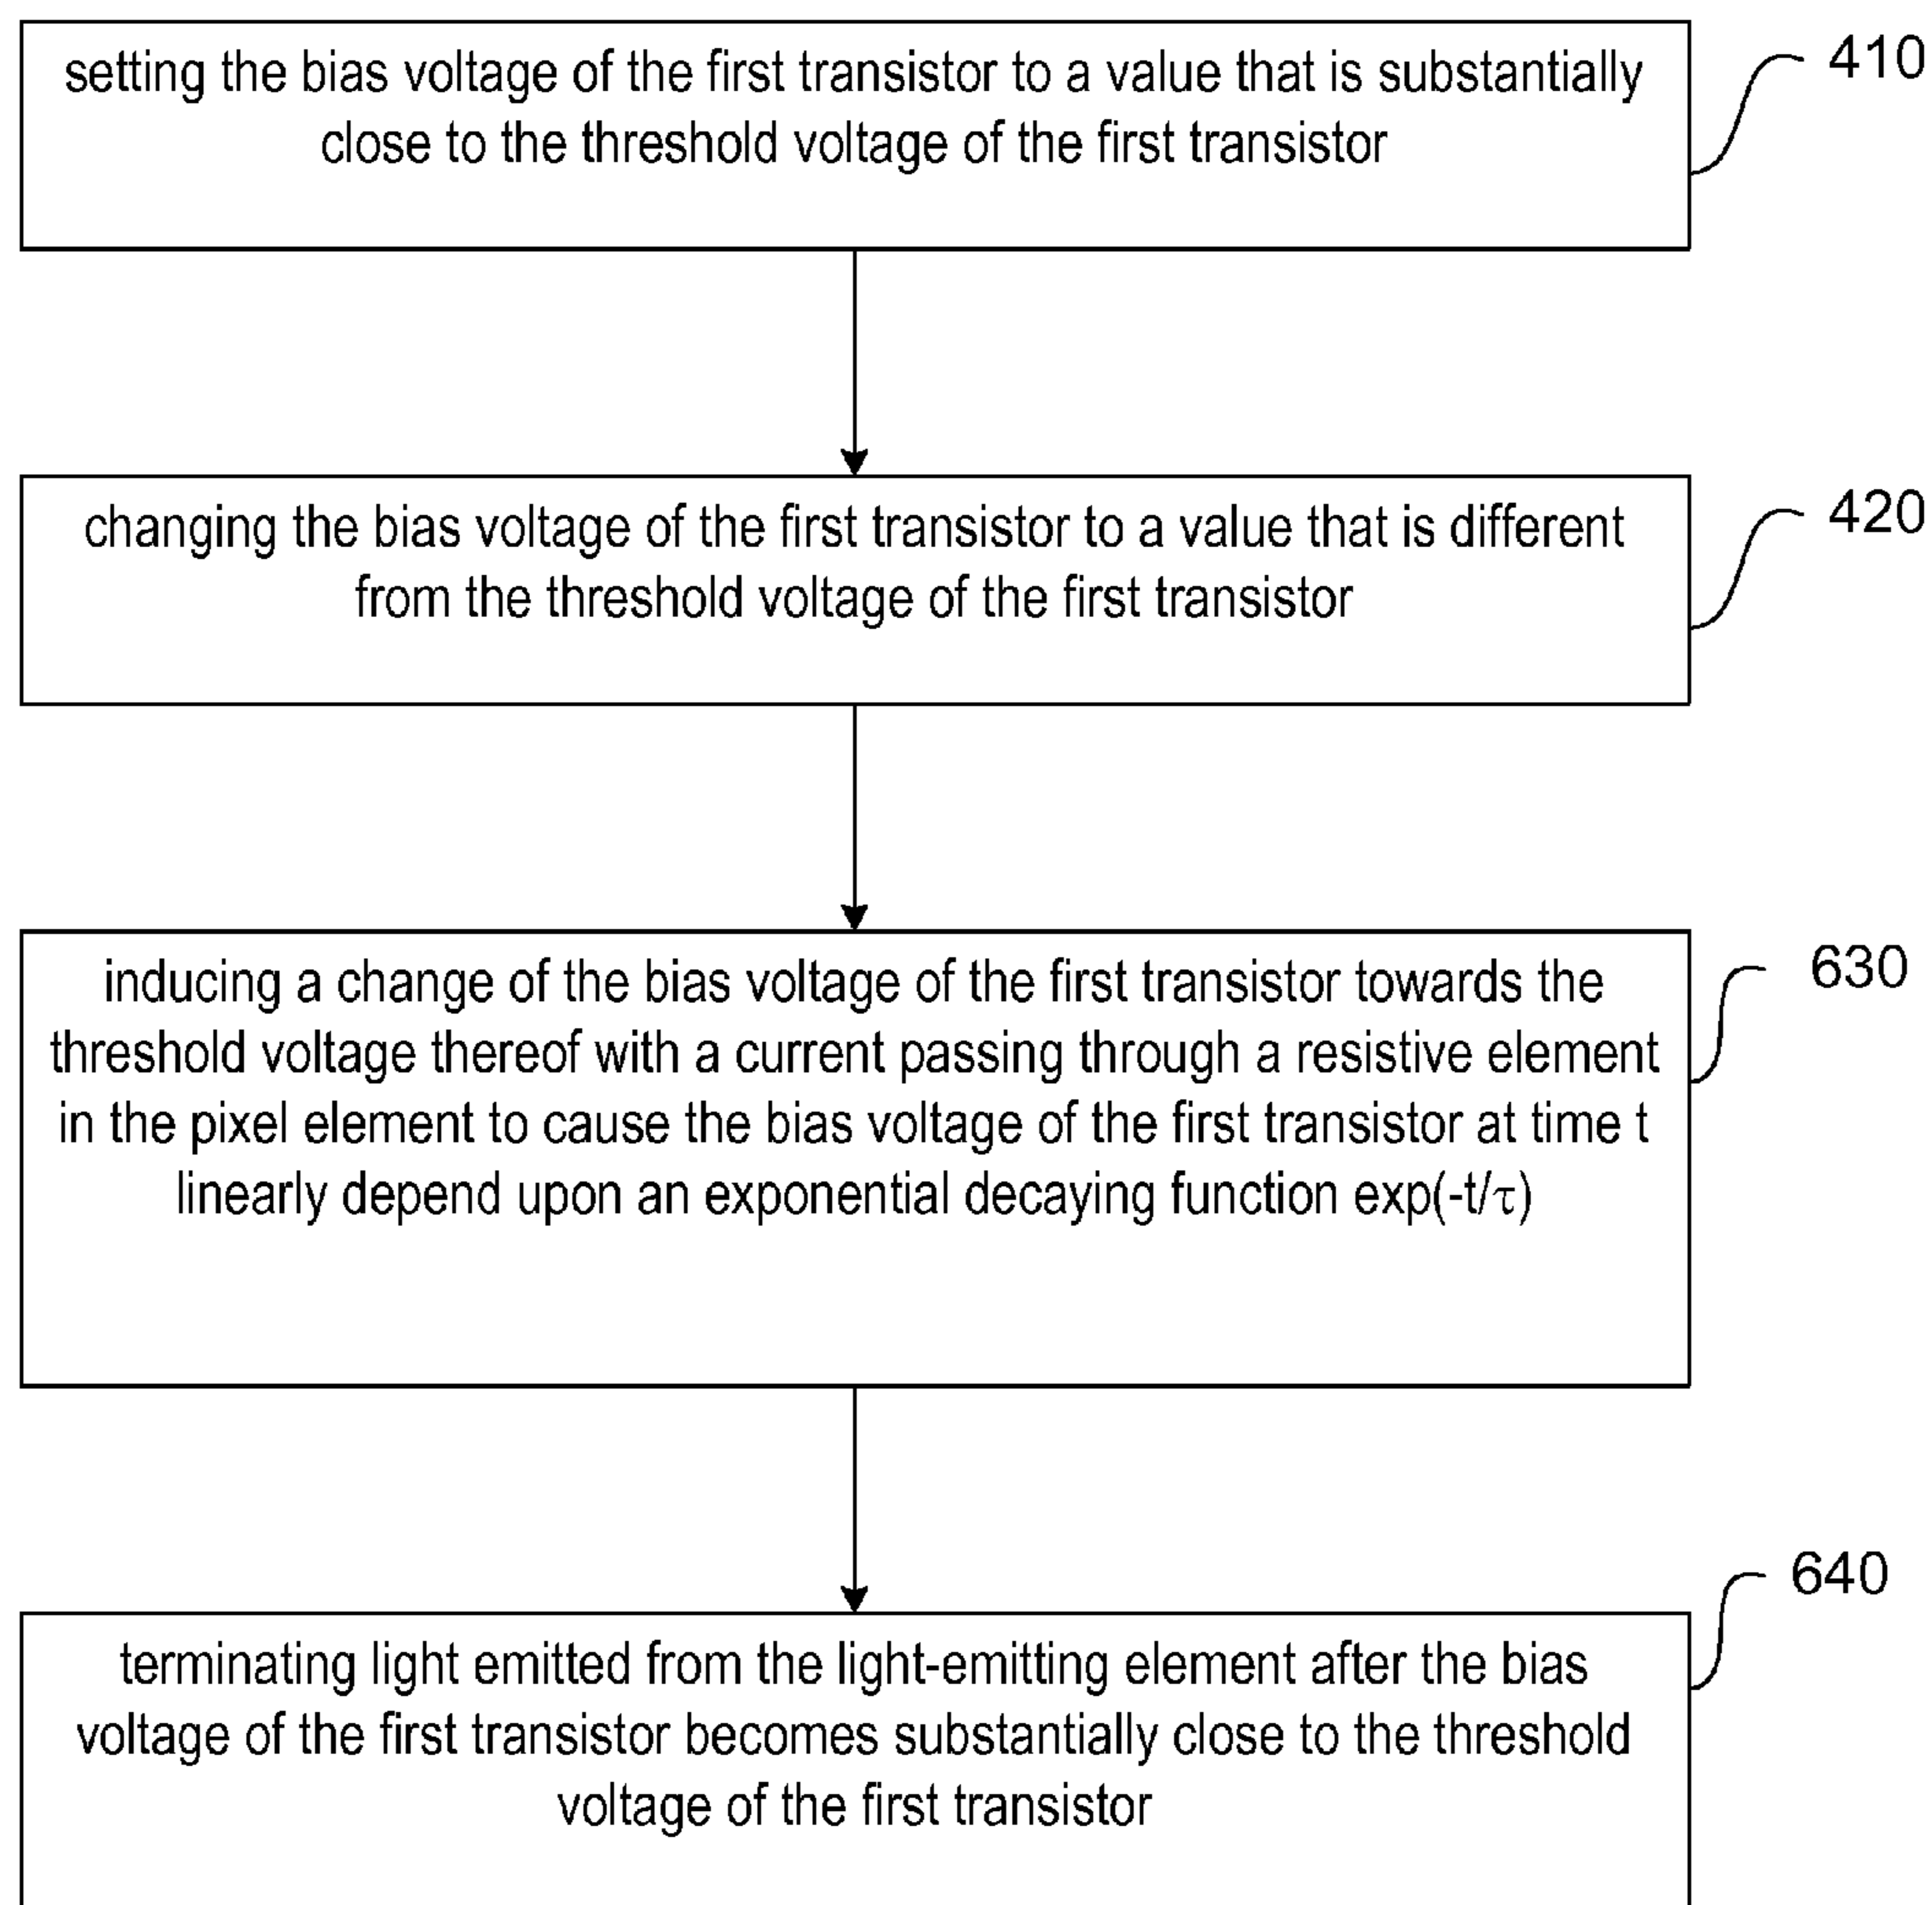 setting the bias voltage of the first transistor to a value that is substantially
close to the threshold voltage of the first transistor
410
changing the bias voltage of the first transistor to a value that is different
from the threshold voltage of the first transistor
420
inducing a change of the bias voltage of the first transistor towards the
threshold voltage thereof with a current passing through a resistive element
in the pixel element to cause the bias voltage of the first transistor at time t
linearly depend upon an exponential decaying function exp(-t/τ)
630
terminating light emitted from the light-emitting element after the bias
voltage of the first transistor becomes substantially close to the threshold
voltage of the first transistor
640